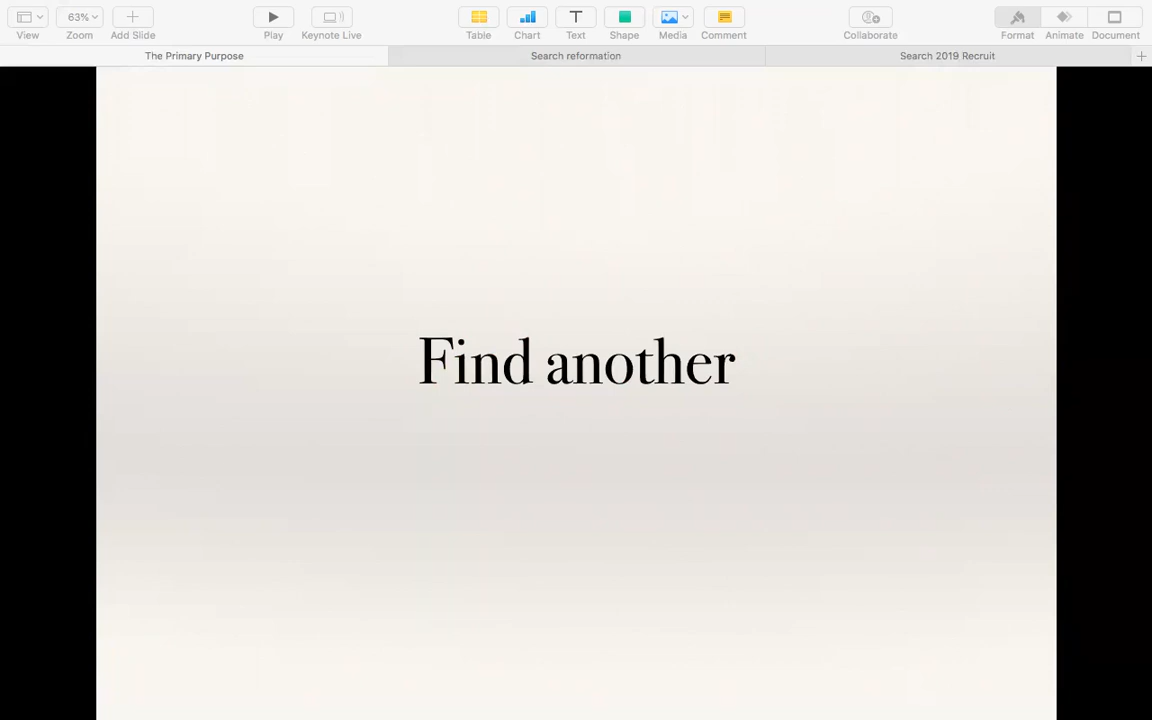 63%
View
Zoom
Add Slide
Play
Keynote Live
Table
Chart
Text
Shape
Media
Comment
Collaborate
Format
Animate
Document
The Primary Purpose
Search reformation
Search 2019 Recruit
Find another